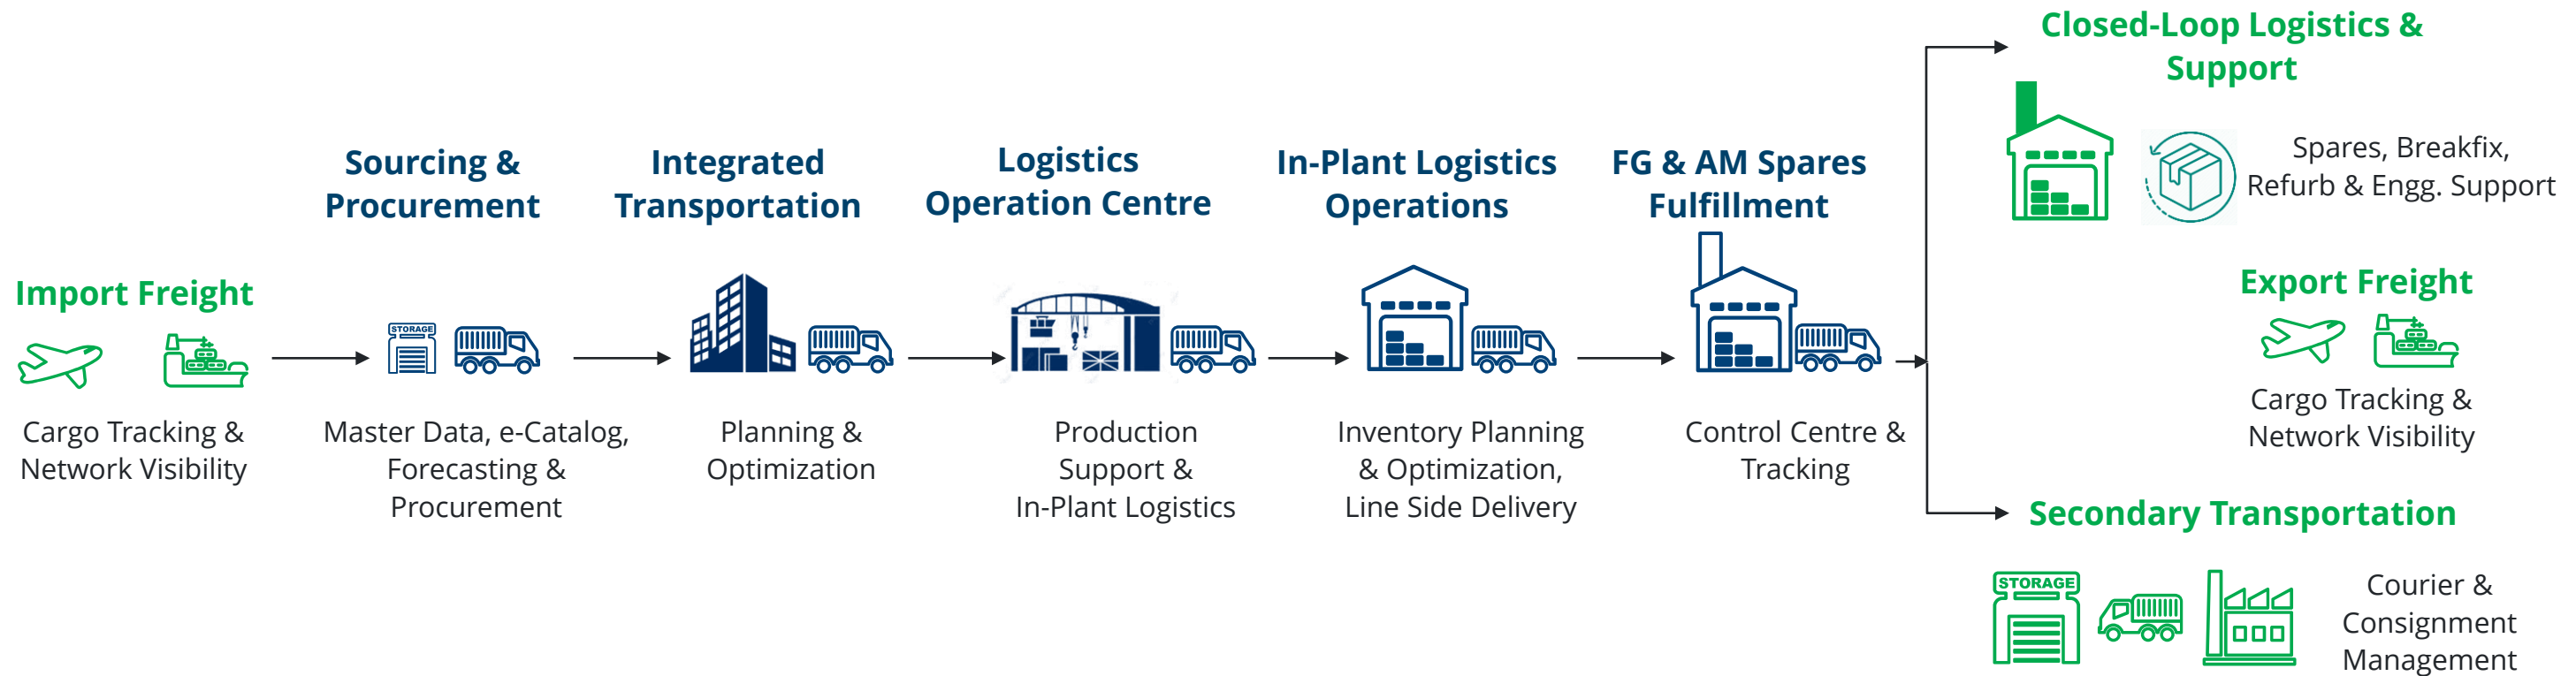 Import Freight
Cargo Tracking &
Network Visibility
Sourcing &
Procurement
STORAGE
Master Data, e-Catalog,
Forecasting &
Procurement
Integrated
Transportation
Planning &
Optimization
Logistics
Operation Centre
Production
Support &
In-Plant Logistics
In-Plant Logistics
Operations
Inventory Planning
& Optimization,
Line Side Delivery
FG & AM Spares
Fulfillment
Control Centre &
Tracking
Closed-Loop Logistics &
Support
Spares, Breakfix,
Refurb & Engg. Support
Export Freight
Cargo Tracking &
Network Visibility
Secondary Transportation
STORAGE
Courier &
Consignment
Management